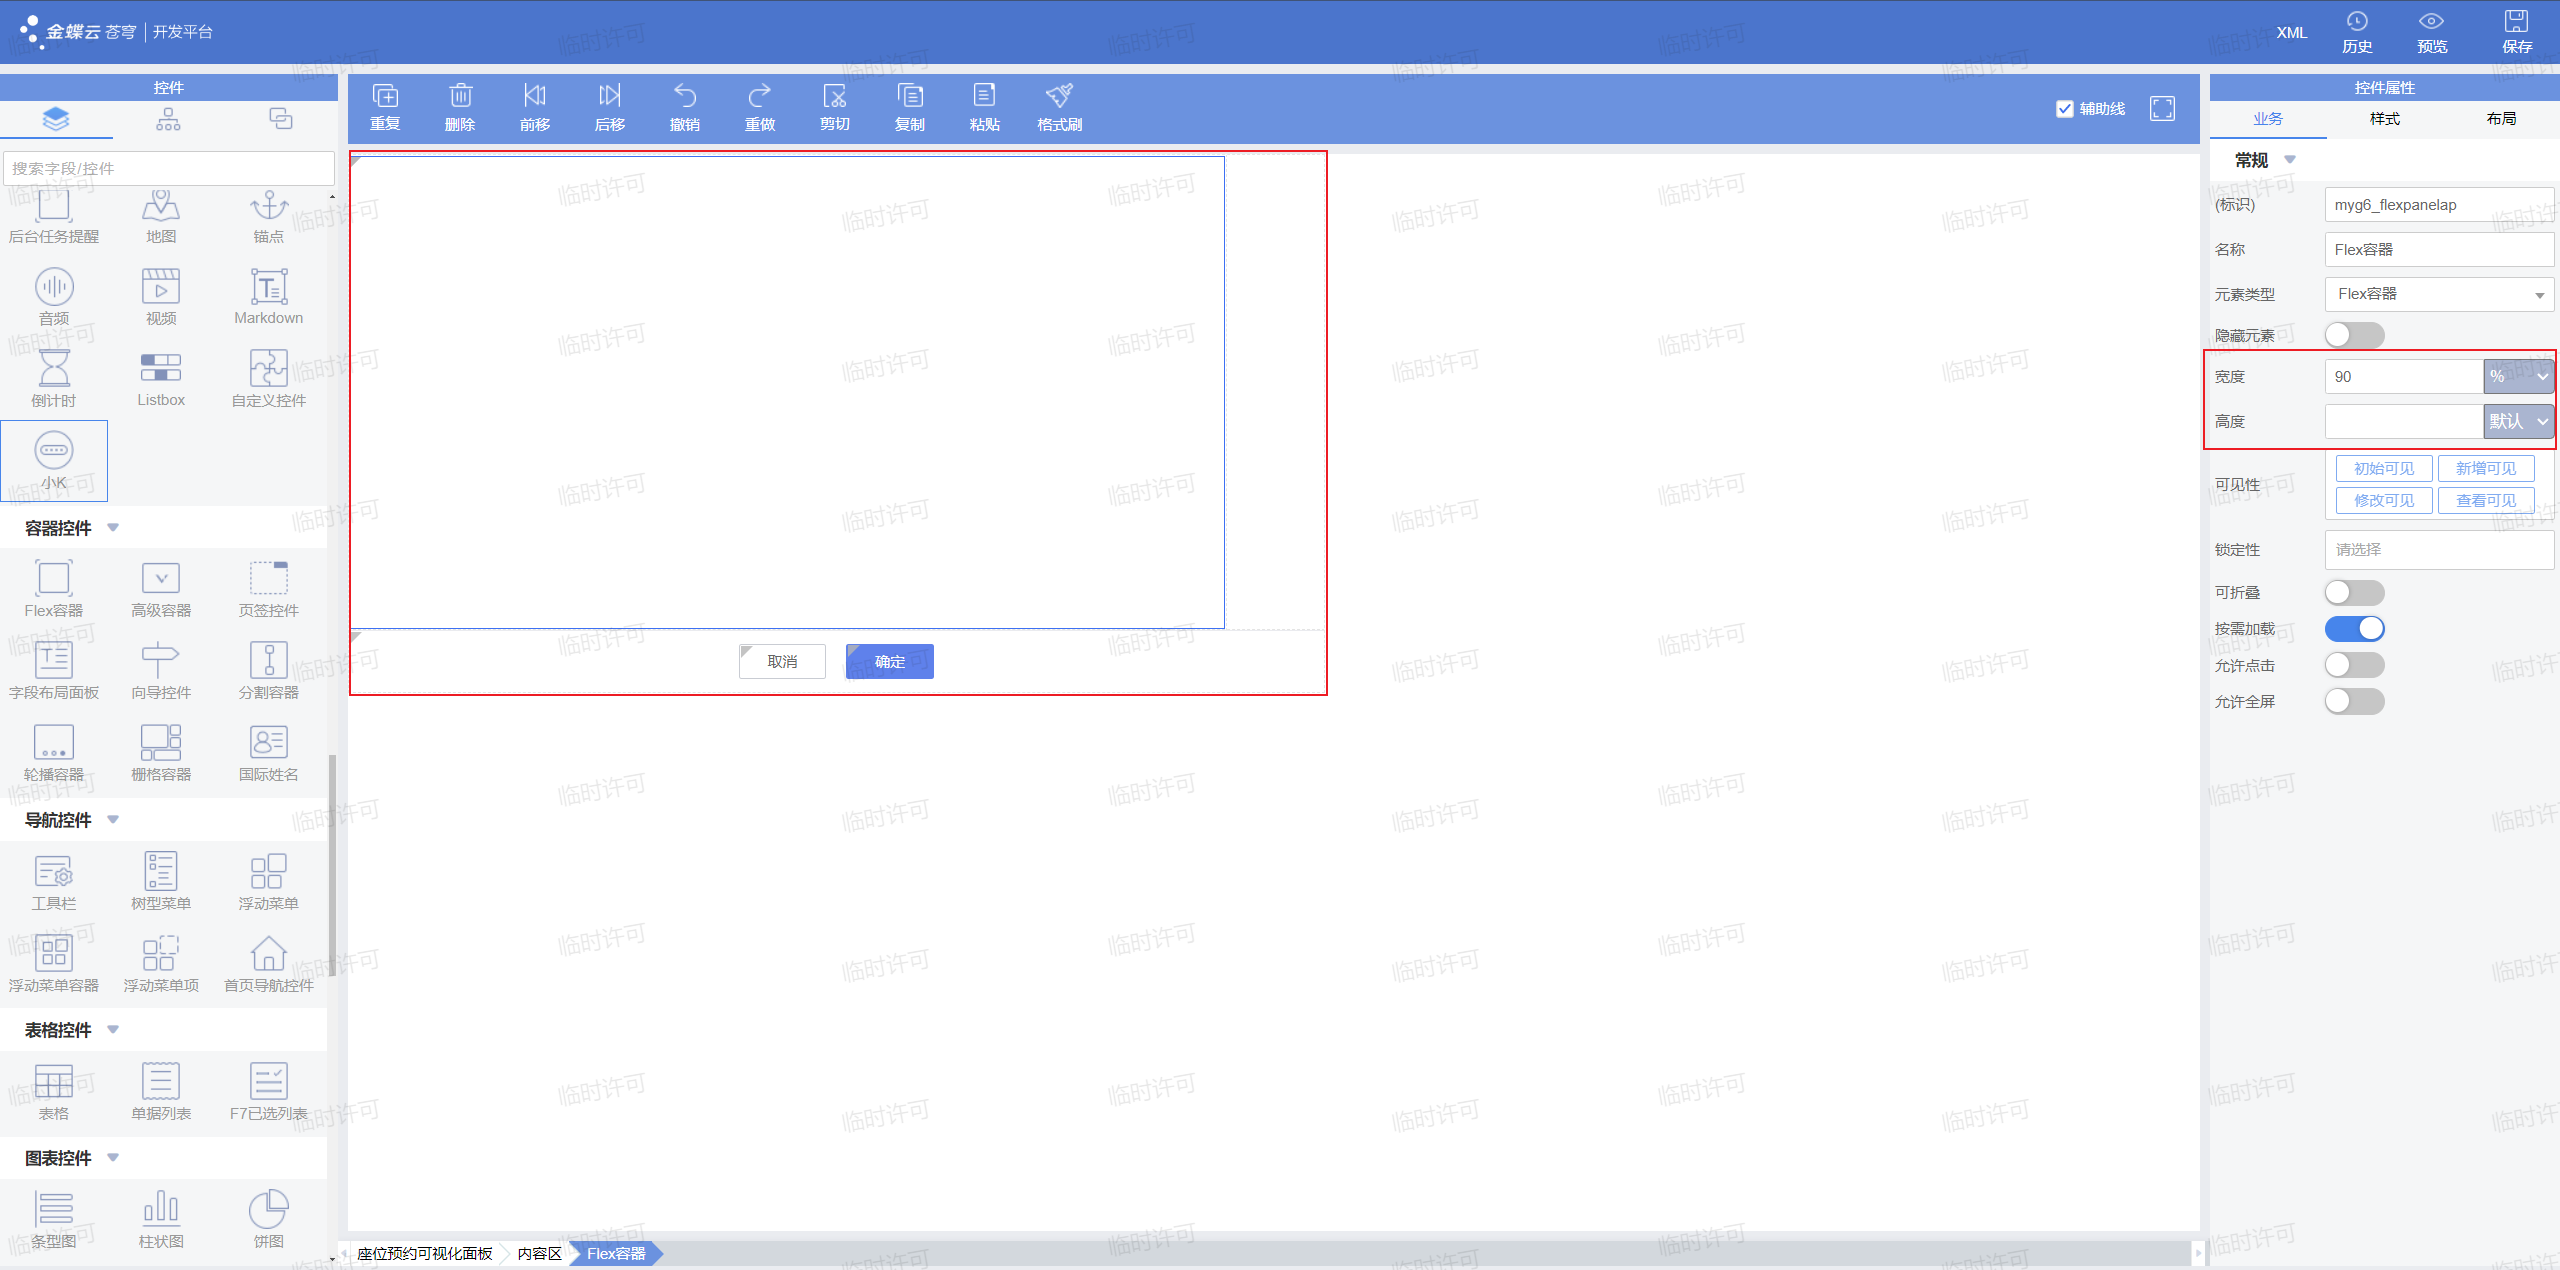 金蝶云 苍穹 | 开发平台
XML
历史
预览
保存
控件
搜索字段/控件
后台任务提醒
地图
锚点
音频
视频
Markdown
倒计时
Listbox
自定义控件
小K
容器控件
Flex容器
高级容器
页签控件
字段布局面板
向导控件
分割容器
轮播容器
栅格容器
国际姓名
导航控件
工具栏
树型菜单
浮动菜单
浮动菜单容器
浮动菜单项
首页导航控件
表格控件
表格
单据列表
F7已选列表
图表控件
条型图
柱状图
饼图
重复
删除
前移
后移
撤销
重做
剪切
复制
粘贴
格式刷
辅助线
取消
确定
座位预约可视化面板
内容区
Flex容器
控件属性
业务
样式
布局
常规
(标识)
myg6_flexpanelap
名称
Flex容器
元素类型
Flex容器
隐藏元素
宽度
90
%
高度
默认
可见性
初始可见
新增可见
修改可见
查看可见
锁定性
请选择
可折叠
按需加载
允许点击
允许全屏
临时许可